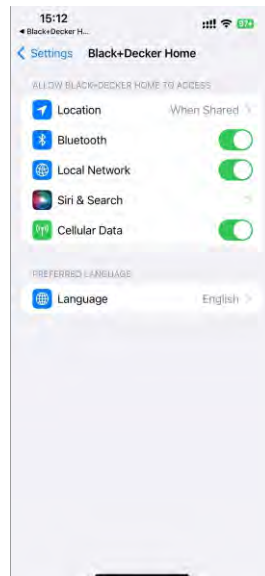 15:12
Black+Decker H...
Settings
Black+Decker Home
ALLOW BLACK+DECKER HOME TO ACCESS
Location
When Shared
Bluetooth
Local Network
Siri & Search
Cellular Data
PREFERRED LANGUAGE
Language
English